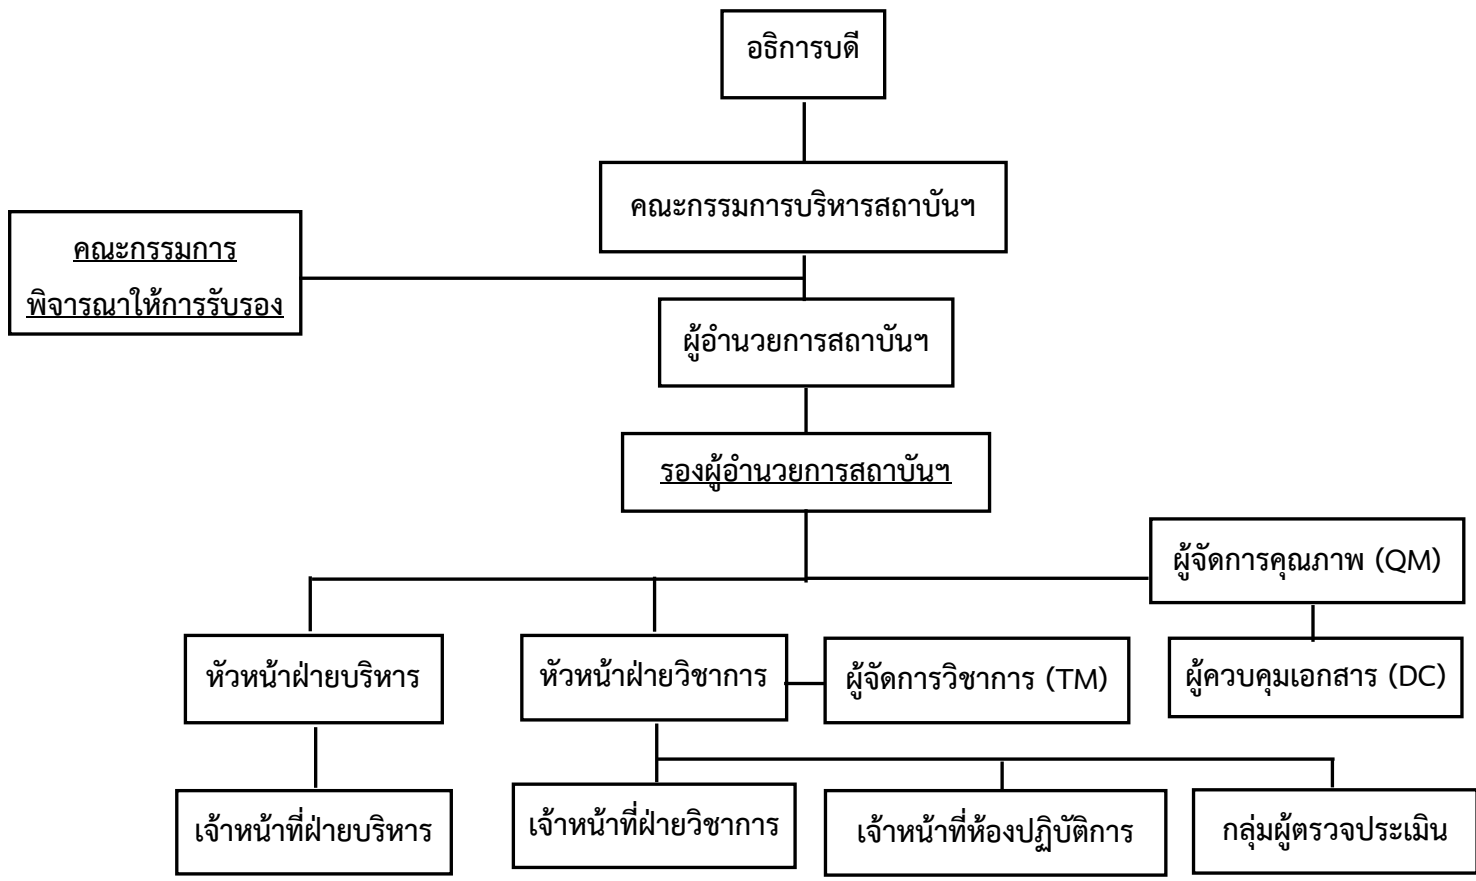 อธิการบดี
คณะกรรมการบริหารสถาบันฯ
คณะกรรมการ
พิจารณาให้การรับรอง
ผู้อำนวยการสถาบันฯ
รองผู้อำนวยการสถาบันฯ
ผู้จัดการคุณภาพ (QM)
หัวหน้าฝ่ายบริหาร
หัวหน้าฝ่ายวิชาการ
ผู้จัดการวิชาการ (TM)
ผู้ควบคุมเอกสาร (DC)
เจ้าหน้าที่ฝ่ายบริหาร
เจ้าหน้าที่ฝ่ายวิชาการ
เจ้าหน้าที่ห้องปฏิบัติการ
กลุ่มผู้ตรวจประเมิน